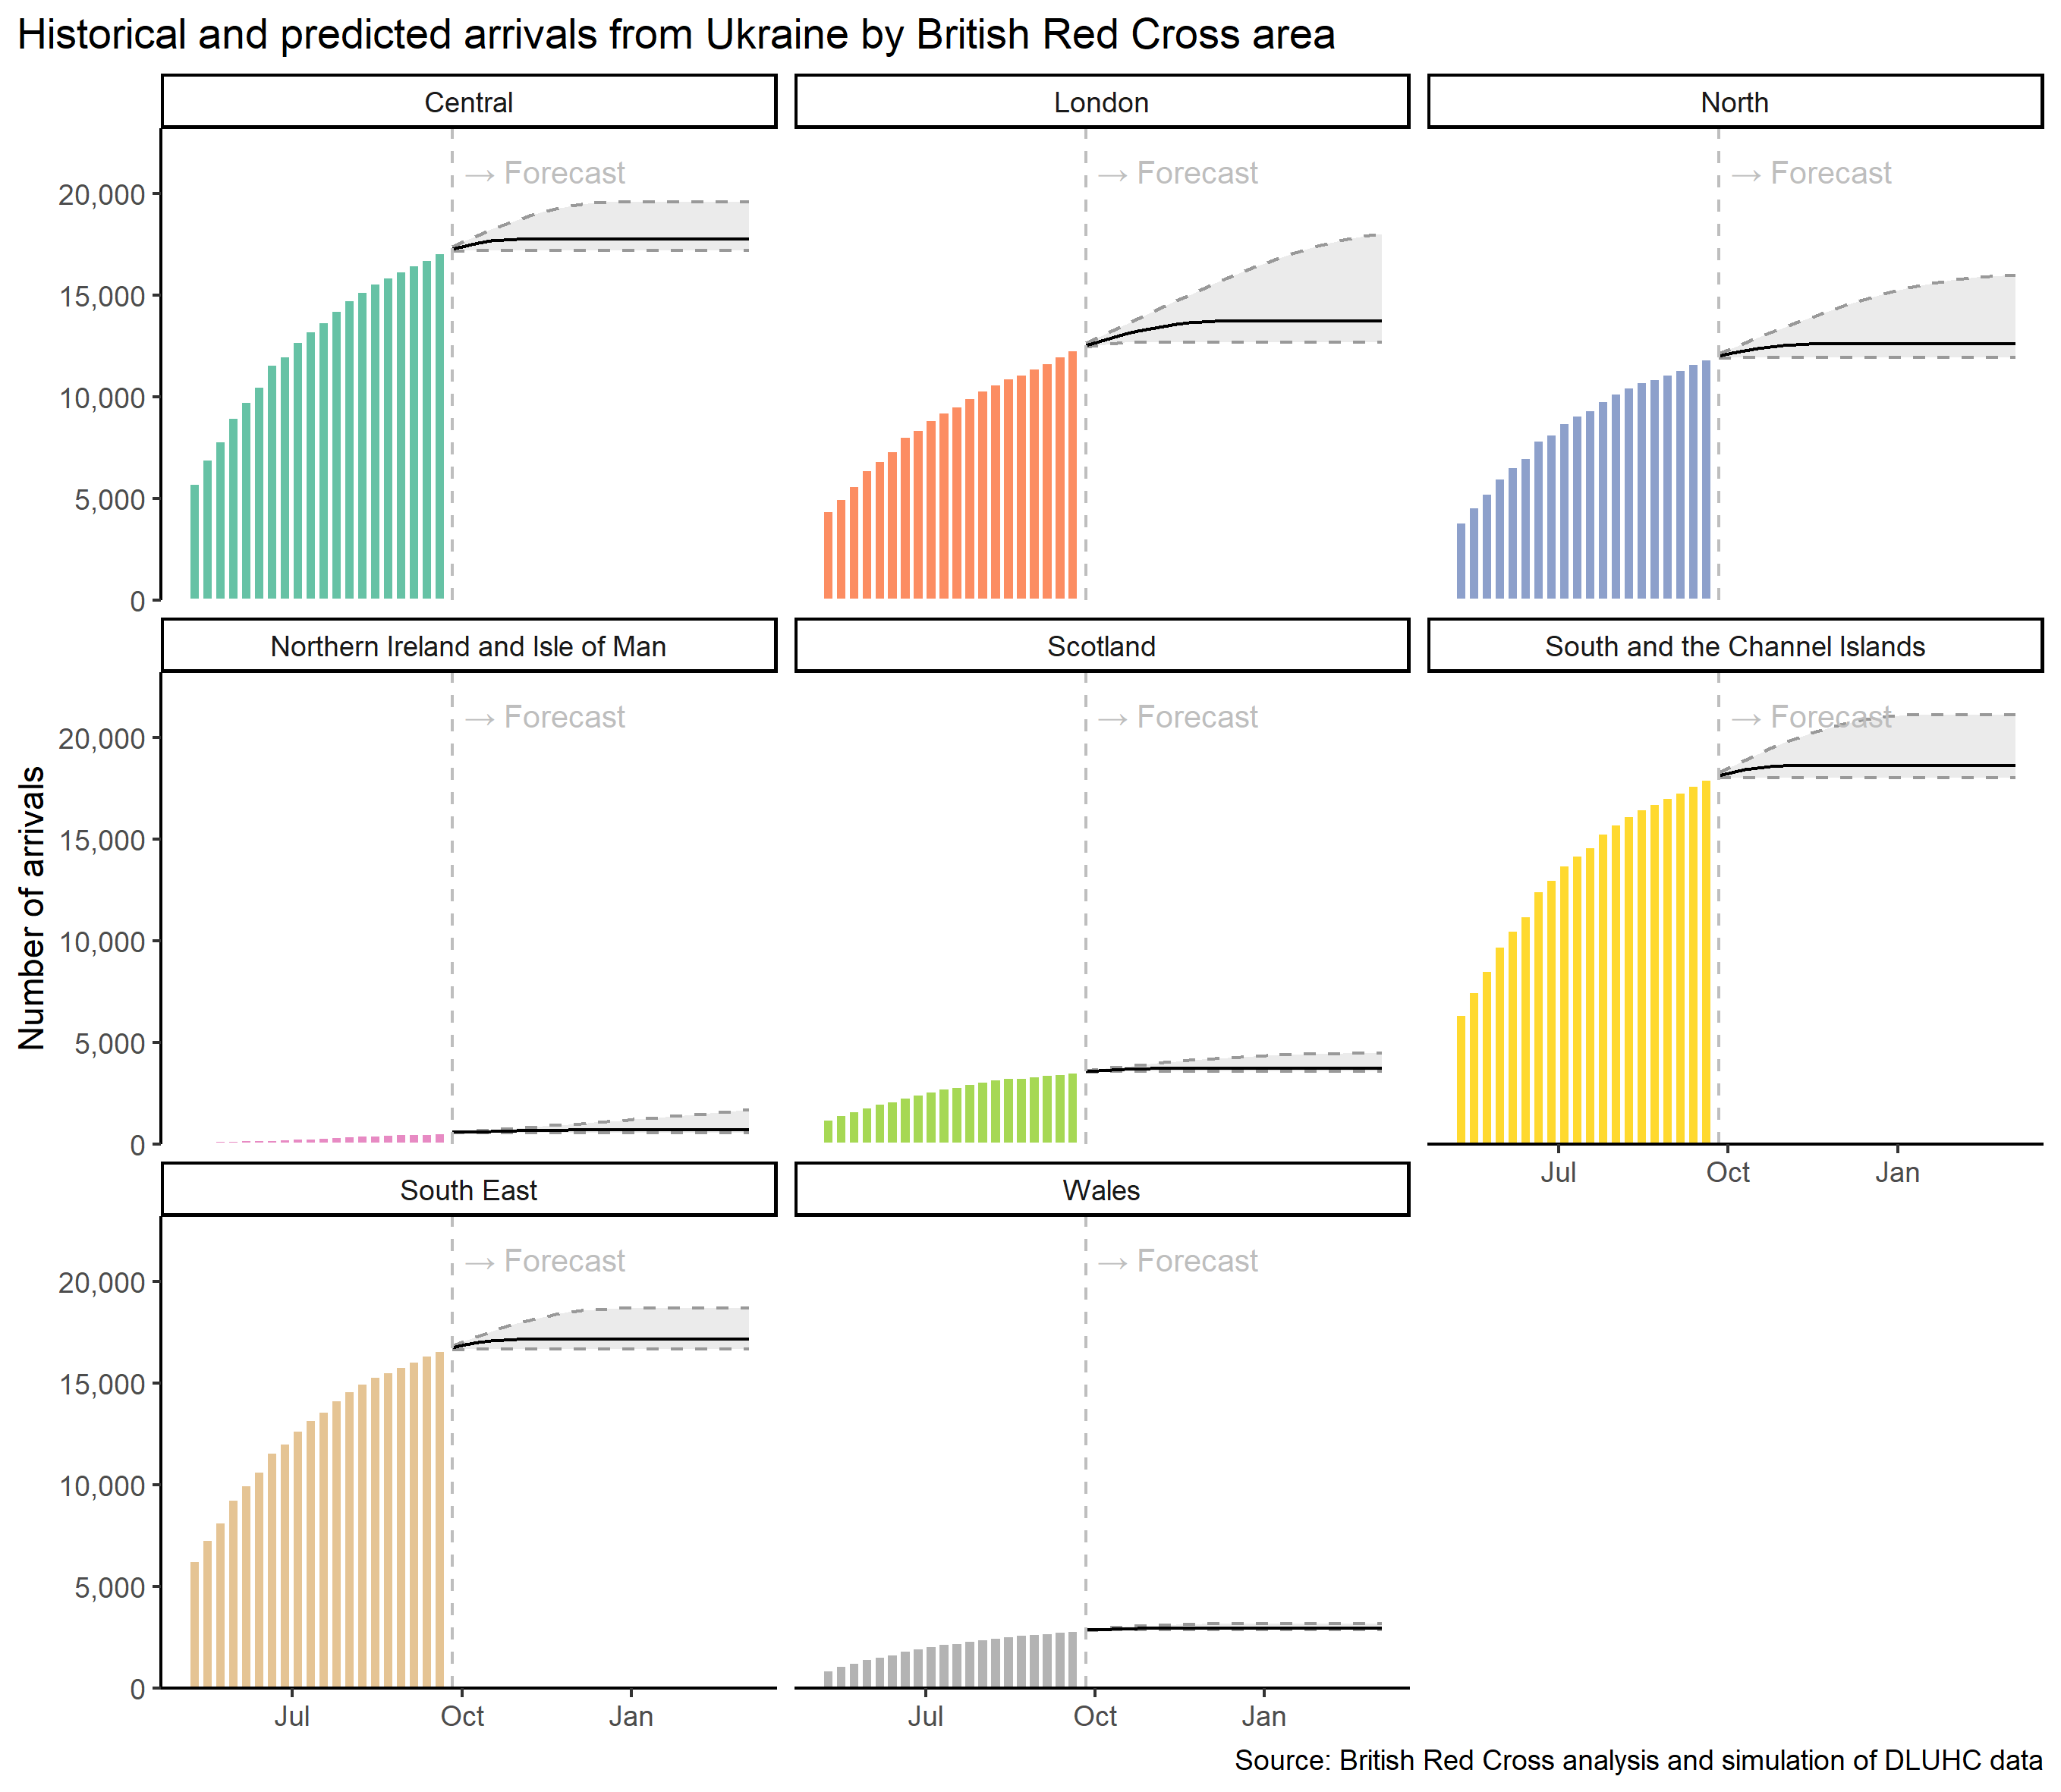 Historical and predicted arrivals from Ukraine by British Red Cross area
Central
London
North
20,000
15,000
10,000
5,000
0
→ Forecast
→ Forecast
→ Forecast
Northern Ireland and Isle of Man
Scotland
South and the Channel Islands
Number of arrivals
20,000
15,000
10,000
5,000
0
→ Forecast
→ Forecast
→ Forecast
Jul Oct Jan
South East
Wales
20,000
15,000
10,000
5,000
0
→ Forecast
→ Forecast
Jul Oct Jan
Jul Oct Jan
Source: British Red Cross analysis and simulation of DLUHC data